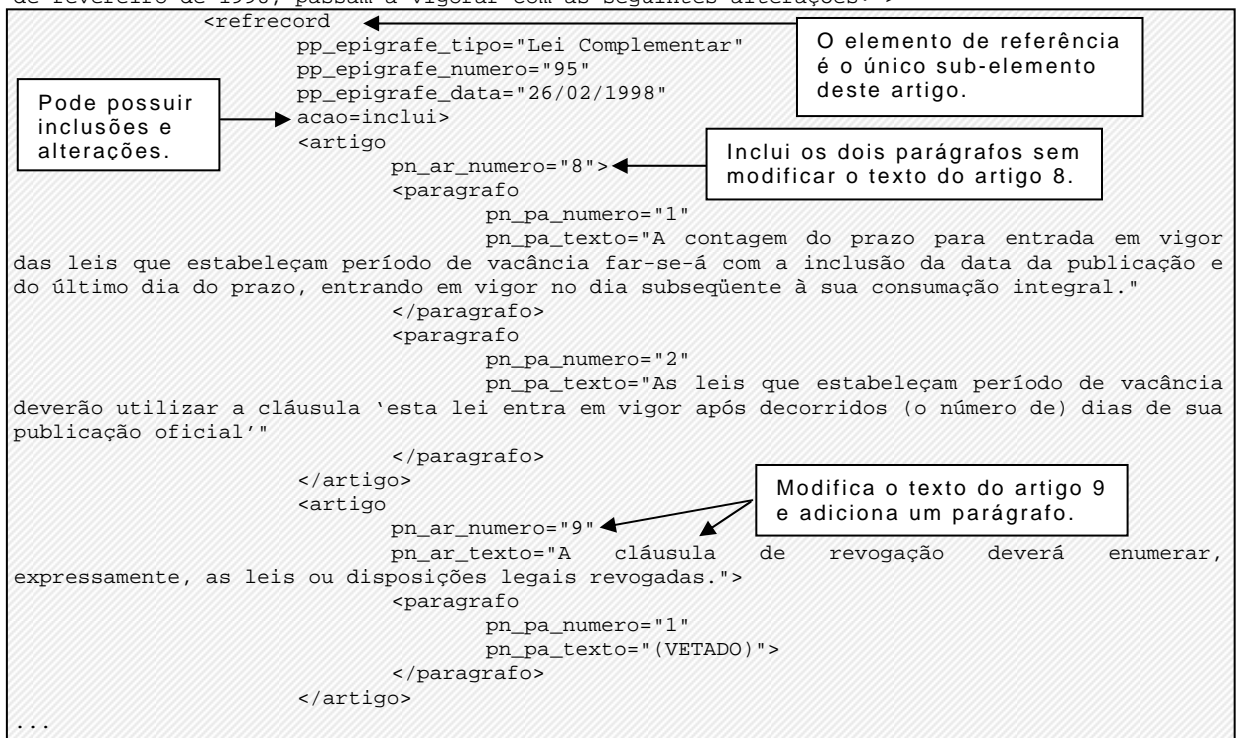 de fevereiro de 1998, passam a vigorar com as seguintes alterações:">
<refrecord
pp_epigrafe_tipo="Lei Complementar"
pp_epigrafe_numero="95"
pp_epigrafe_data="26/02/1998"
acao=inclui>
O elemento de referência
é o único sub-elemento
deste artigo.
Pode possuir
inclusões e
alterações.
<artigo
pn_ar_numero="8">
Inclui os dois parágrafos sem
modificar o texto do artigo 8.
<paragrafo
pn_pa_numero="1"
pn_pa_texto="A contagem do prazo para entrada em vigor
das leis que estabeleçam período de vacância far-se-á com a inclusão da data da publicação e
do último dia do prazo, entrando em vigor no dia subseqüente à sua consumação integral."
</paragrafo>
<paragrafo
pn_pa_numero="2"
pn_pa_texto="As leis que estabeleçam período de vacância
deverão utilizar a cláusula ‘esta lei entra em vigor após decorridos (o número de) dias de sua
publicação oficial’"
</paragrafo>
</artigo>
<artigo
pn_ar_numero="9"
Modifica o texto do artigo 9
e adiciona um parágrafo.
pn_ar_texto="A cláusula de revogação deverá enumerar,
expressamente, as leis ou disposições legais revogadas.">
<paragrafo
pn_pa_numero="1"
pn_pa_texto="(VETADO)">
</paragrafo>
</artigo>
...